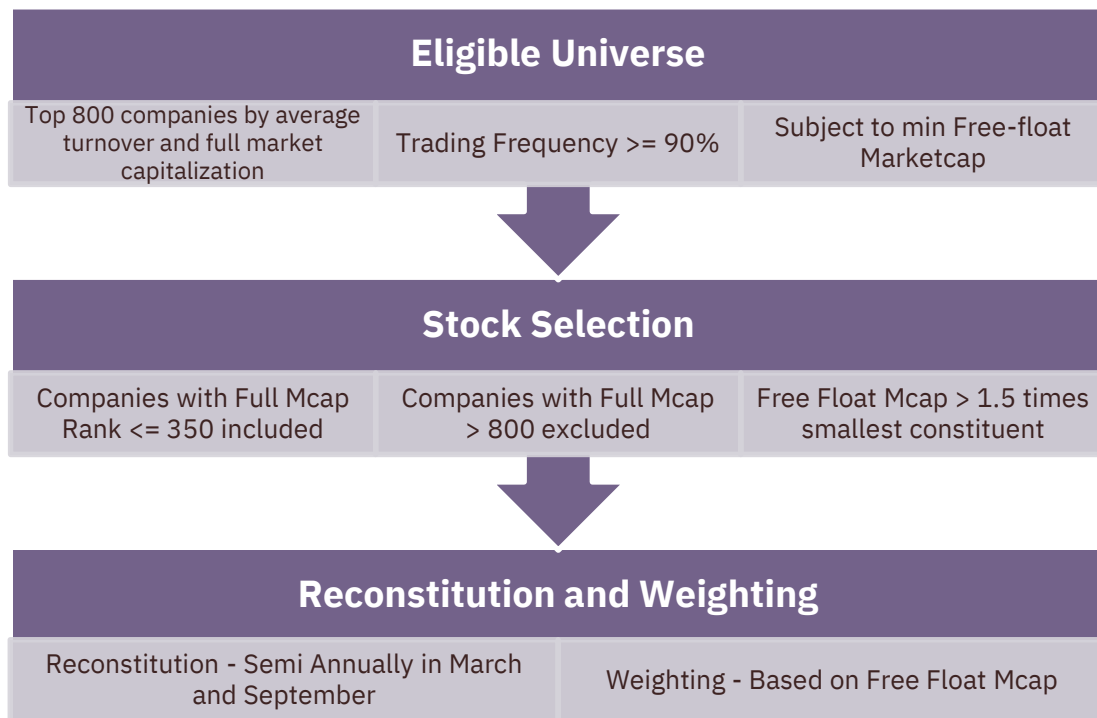 Eligible Universe
Top 800 companies by average
turnover and full market
capitalization
Trading Frequency >= 90%
Subject to min Free-float
Marketcap
Stock Selection
Companies with Full Mcap
Rank <= 350 included
Companies with Full Mcap
> 800 excluded
Free Float Mcap > 1.5 times
smallest constituent
Reconstitution and Weighting
Reconstitution - Semi Annually in March
and September
Weighting - Based on Free Float Mcap